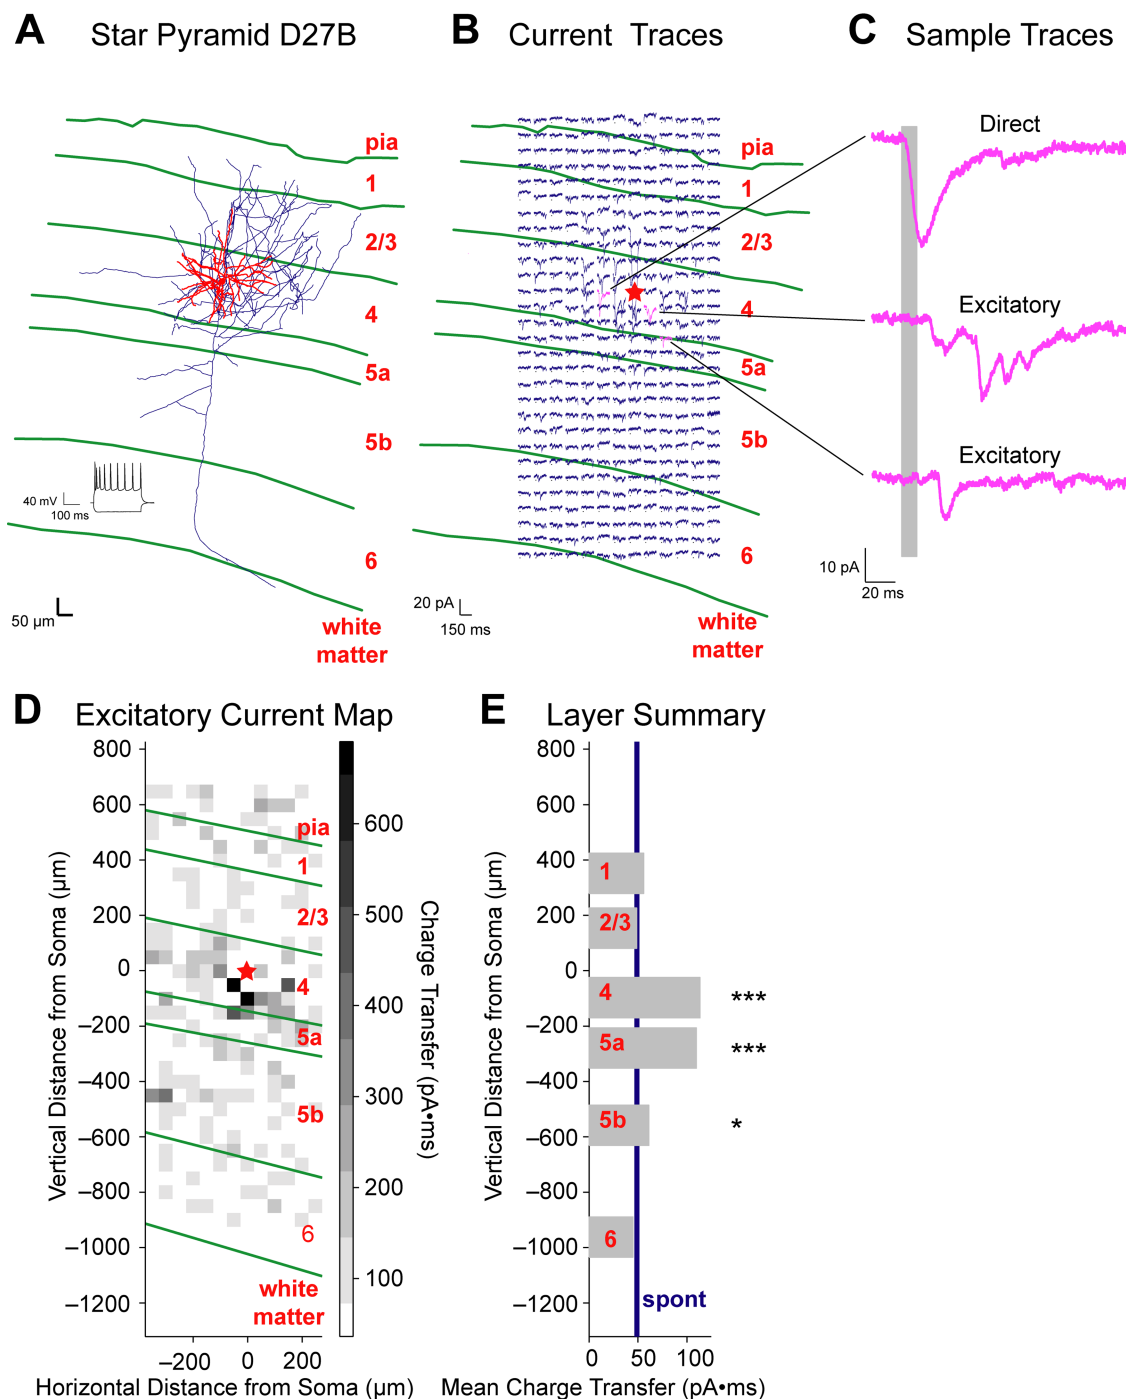 A Star Pyramid D27B
B Current Traces
C Sample Traces
pia
1
2/3
4
5a
5b
6
white
matter
40 mV
100 ms
50 µm
pia
1
2/3
4
5a
5b
6
white
matter
20 pA
150 ms
Direct
Excitatory
Excitatory
10 pA
20 ms
D Excitatory Current Map
800
600
400
200
0
–200
–400
–600
–800
–1000
–1200
Vertical Distance from Soma (µm)
pia
1
2/3
4
5a
5b
6
white
matter
–200 0 200
Horizontal Distance from Soma (µm)
600
500
400
300
200
100
Charge Transfer (pA•ms)
E Layer Summary
800
600
400
200
0
–200
–400
–600
–800
–1000
–1200
Vertical Distance from Soma (µm)
1
2/3
4 ***
5a ***
5b *
6
spont
0 50 100
Mean Charge Transfer (pA•ms)